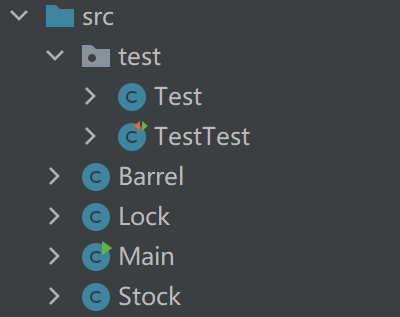 src
test
C Test
C TestTest
C Barrel
C Lock
C Main
C Stock